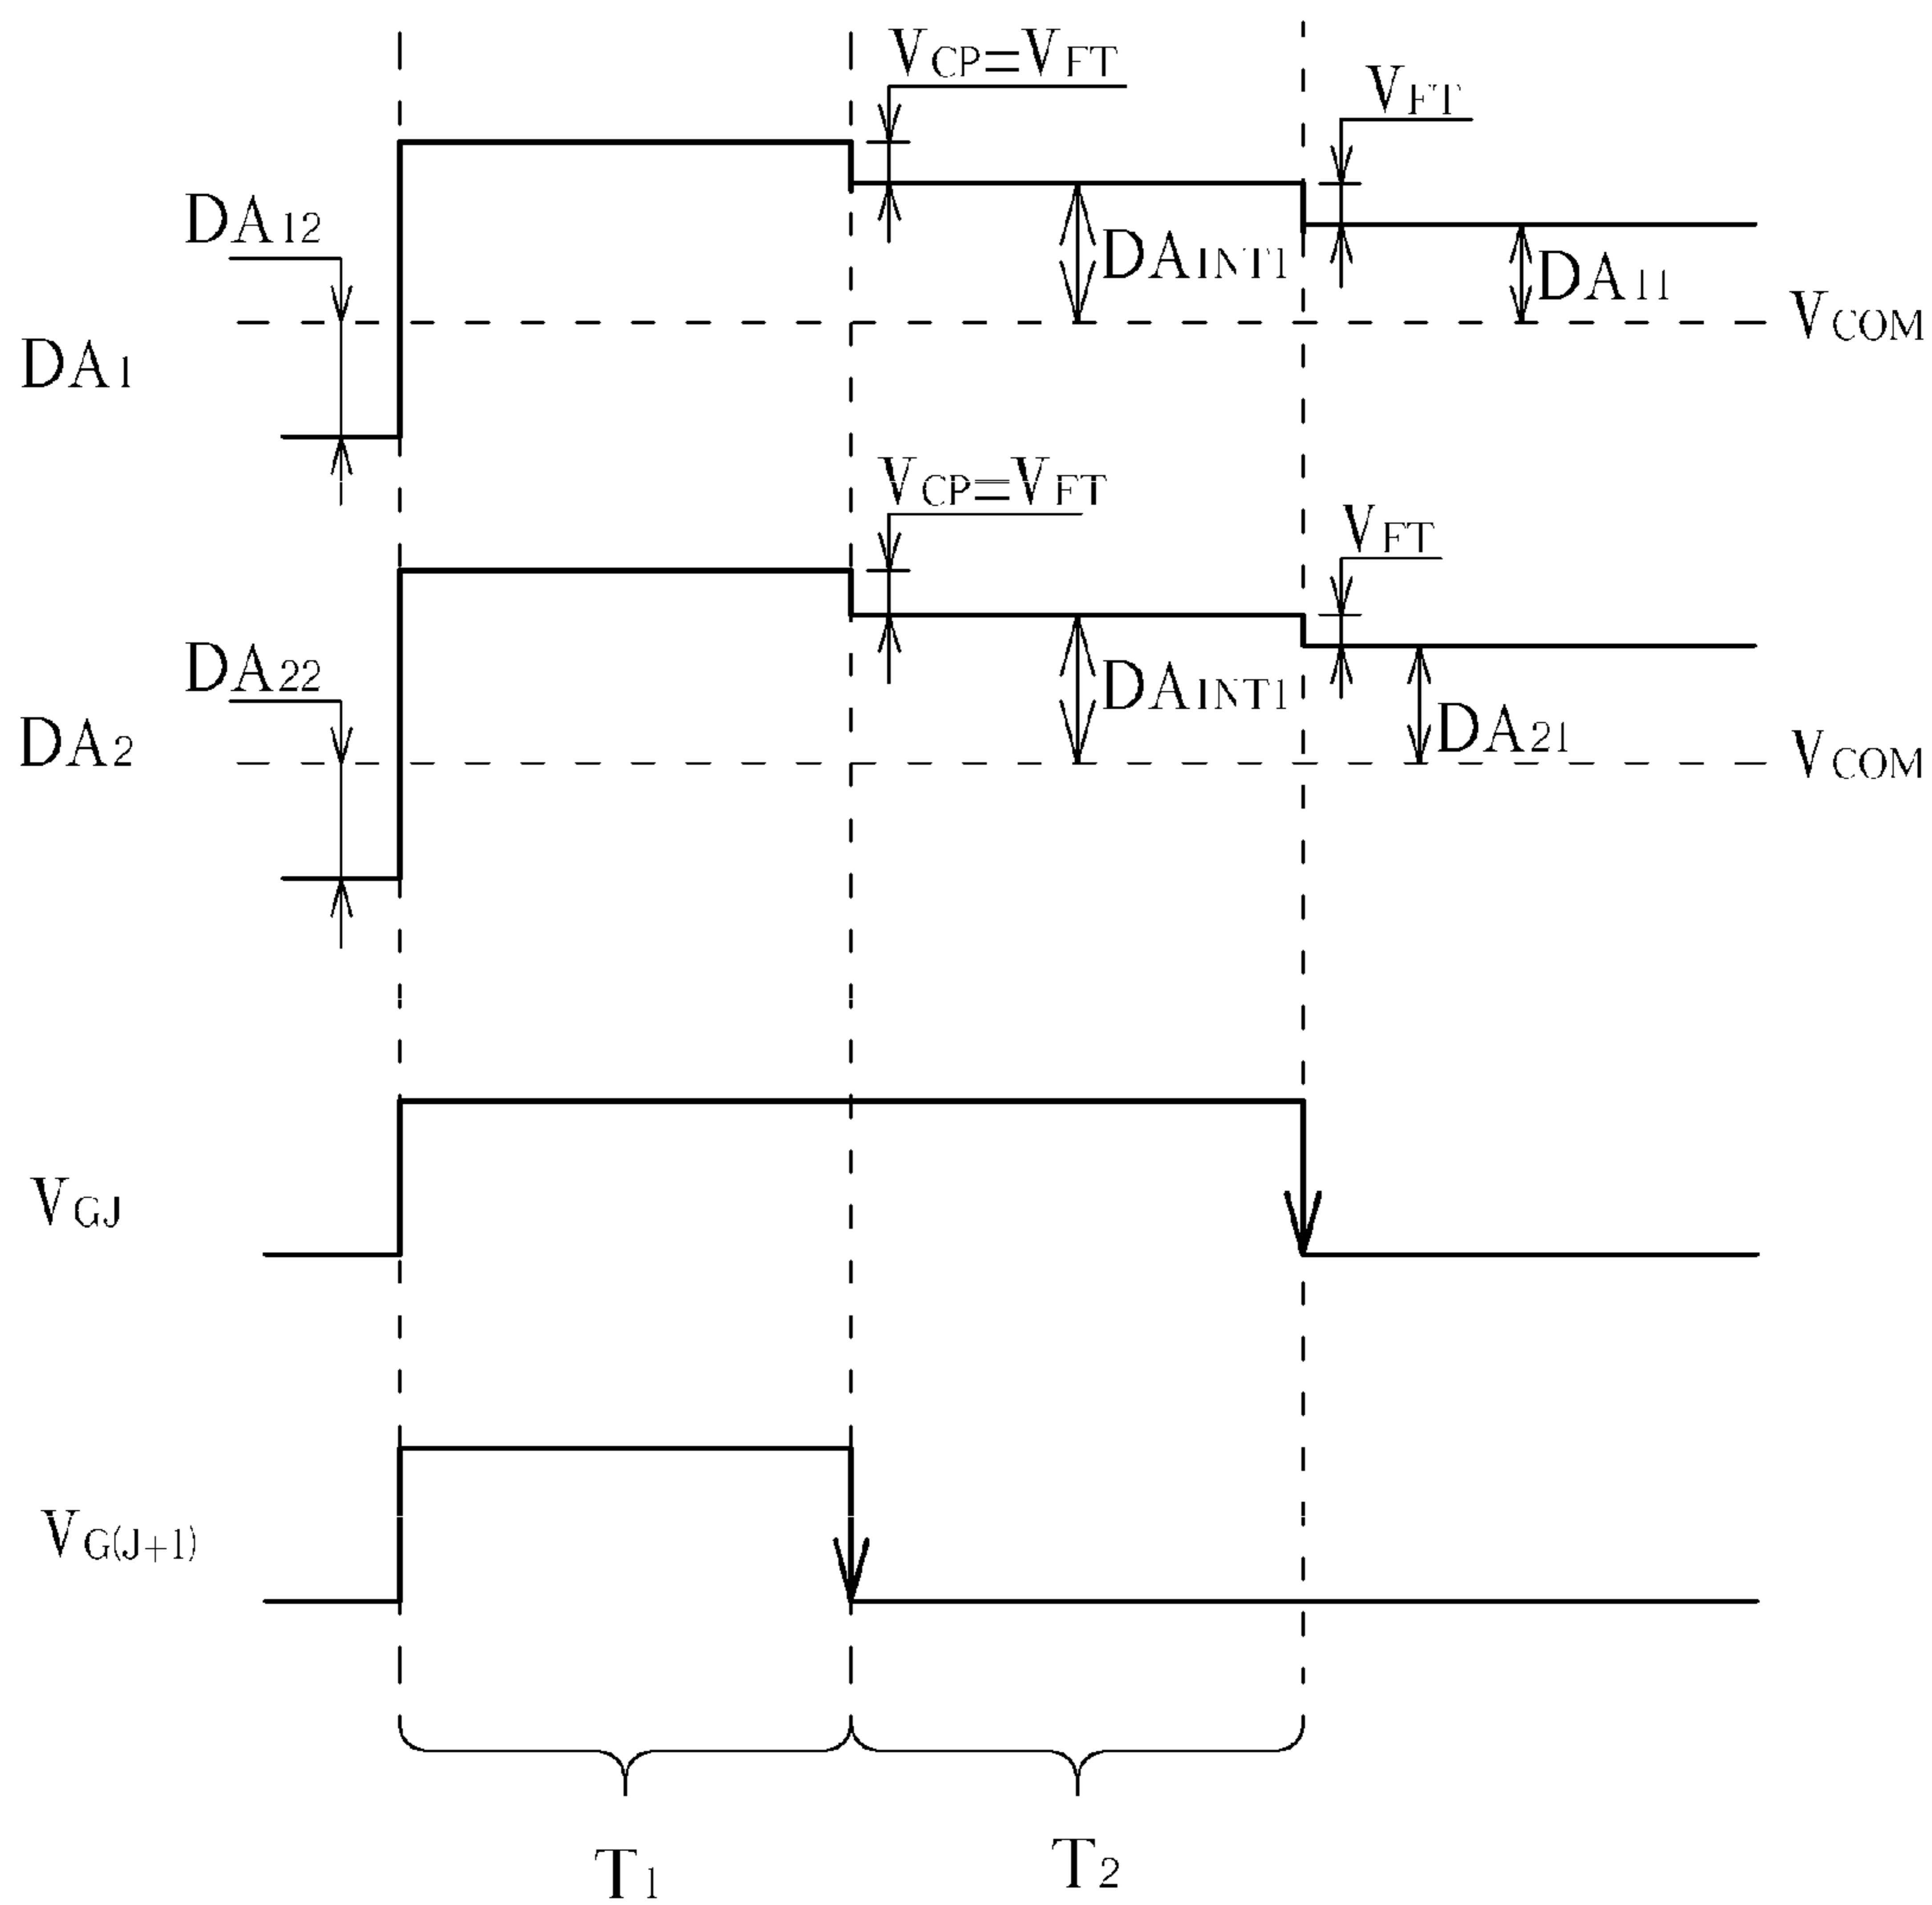 VCP=VFT
VFT
DA12
DAINT1
DA11
VCOM
DA1
VCP=VFT
VFT
DA22
DAINT1
DA21
DA2
VCOM
VGJ
VG(J+1)
T1
T2